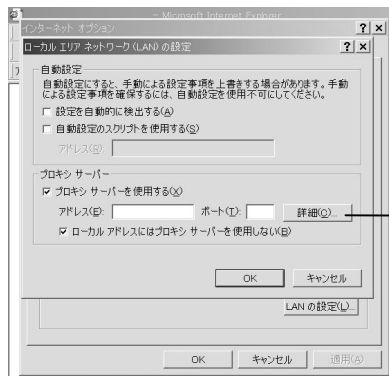 - Microsoft Internet Explorer
インターネット オプション
ローカル エリア ネットワーク (LAN) の設定
自動設定
自動設定にすると、手動による設定事項を上書きする場合があります。手動
による設定事項を確保するには、自動設定を使用不可にしてください。
設定を自動的に検出する(A)
自動設定のスクリプトを使用する(S)
アドレス(R):
プロキシ サーバー
プロキシ サーバーを使用する(X)
アドレス(E): ポート(T): 詳細(C)...
ローカル アドレスにはプロキシ サーバーを使用しない(B)
OK キャンセル
LAN の設定(L)...
OK キャンセル 適用(A)